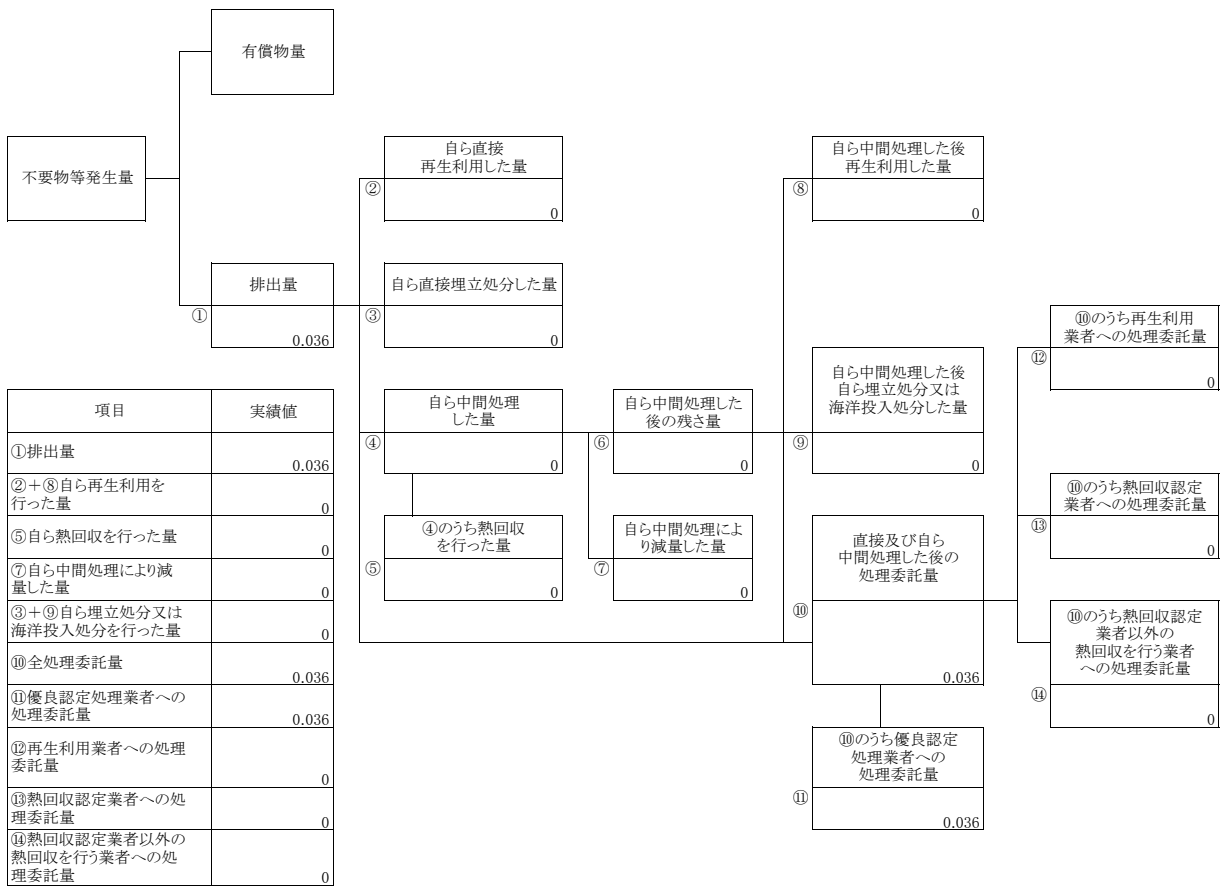 有償物量
不要物等発生量
自ら直接
再生利用した量
②
0
自ら中間処理した後
再生利用した量
⑧
0
排出量
①
0.036
自ら直接埋立処分した量
③
0
⑩のうち再生利用
業者への処理委託量
⑫
0
自ら中間処理
した量
④
0
自ら中間処理した
後の残さ量
⑥
0
自ら中間処理した後
自ら埋立処分又は
海洋投入処分した量
⑨
0
⑩のうち熱回収認定
業者への処理委託量
⑬
0
④のうち熱回収
を行った量
⑤
0
自ら中間処理によ
り減量した量
⑦
0
直接及び自ら
中間処理した後の
処理委託量
⑩
0.036
⑩のうち熱回収認定
業者以外の
熱回収を行う業者
への処理委託量
⑭
0
⑩のうち優良認定
処理業者への
処理委託量
⑪
0.036
項目 実績値
①排出量
0.036
②+⑧自ら再生利用を
行った量
0
⑤自ら熱回収を行った量
0
⑦自ら中間処理により減
量した量
0
③+⑨自ら埋立処分又は
海洋投入処分を行った量
0
⑩全処理委託量
0.036
⑪優良認定処理業者への
処理委託量
0.036
⑫再生利用業者への処理
委託量
0
⑬熱回収認定業者への処
理委託量
0
⑭熱回収認定業者以外の
熱回収を行う業者への処
理委託量
0